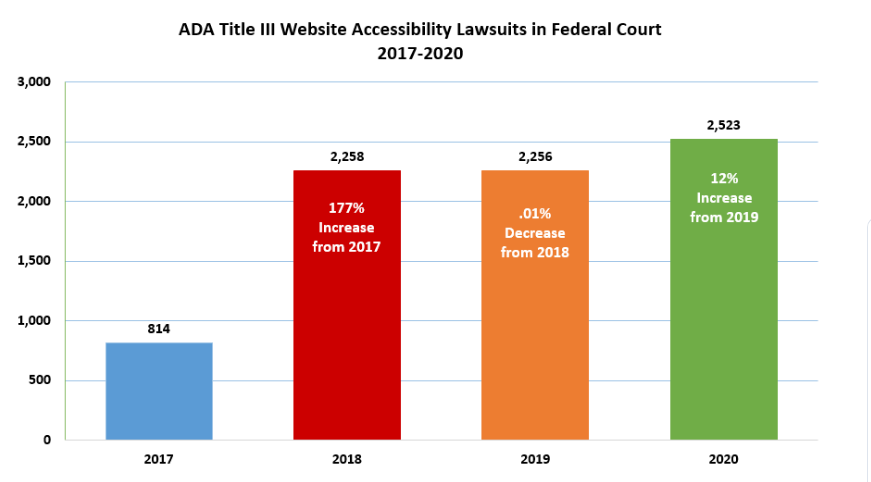 ADA Title III Website Accessibility Lawsuits in Federal Court
2017-2020
3,000
2,500
2,000
1,500
1,000
500
0
814
2,258
177%
Increase
from 2017
2,256
.01%
Decrease
from 2018
2,523
12%
Increase
from 2019
2017
2018
2019
2020